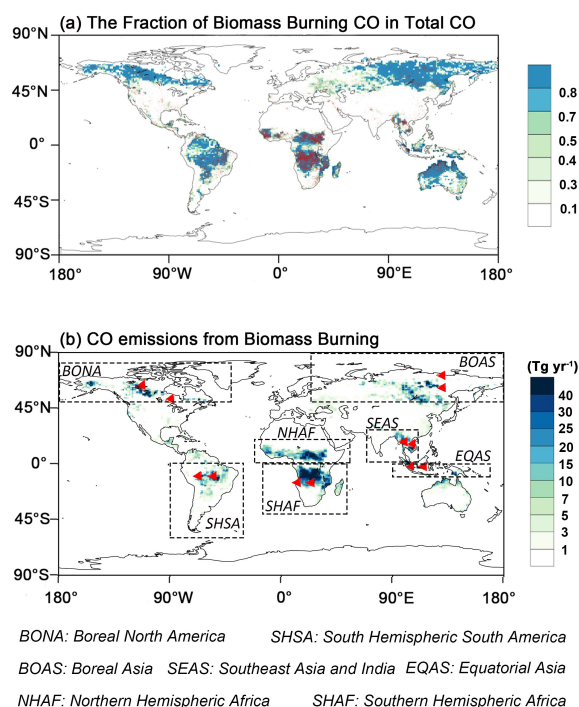 (a) The Fraction of Biomass Burning CO in Total CO
90°N
45°N
0°
45°S
90°S
180° 90°W 0° 90°E 180°
0.8
0.7
0.5
0.4
0.3
0.1
(b) CO emissions from Biomass Burning
(Tg yr⁻¹)
90°N
45°N
0
45°S
90°S
180° 90°W 0° 90°E 180°
BONA
BOAS
NHAF
SEAS
EQAS
SHAF
SHSA
40
30
25
20
15
10
7
5
3
1
BONA: Boreal North America SHSA: South Hemispheric South America
BOAS: Boreal Asia SEAS: Southeast Asia and India EQAS: Equatorial Asia
NHAF: Northern Hemispheric Africa SHAF: Southern Hemispheric Africa